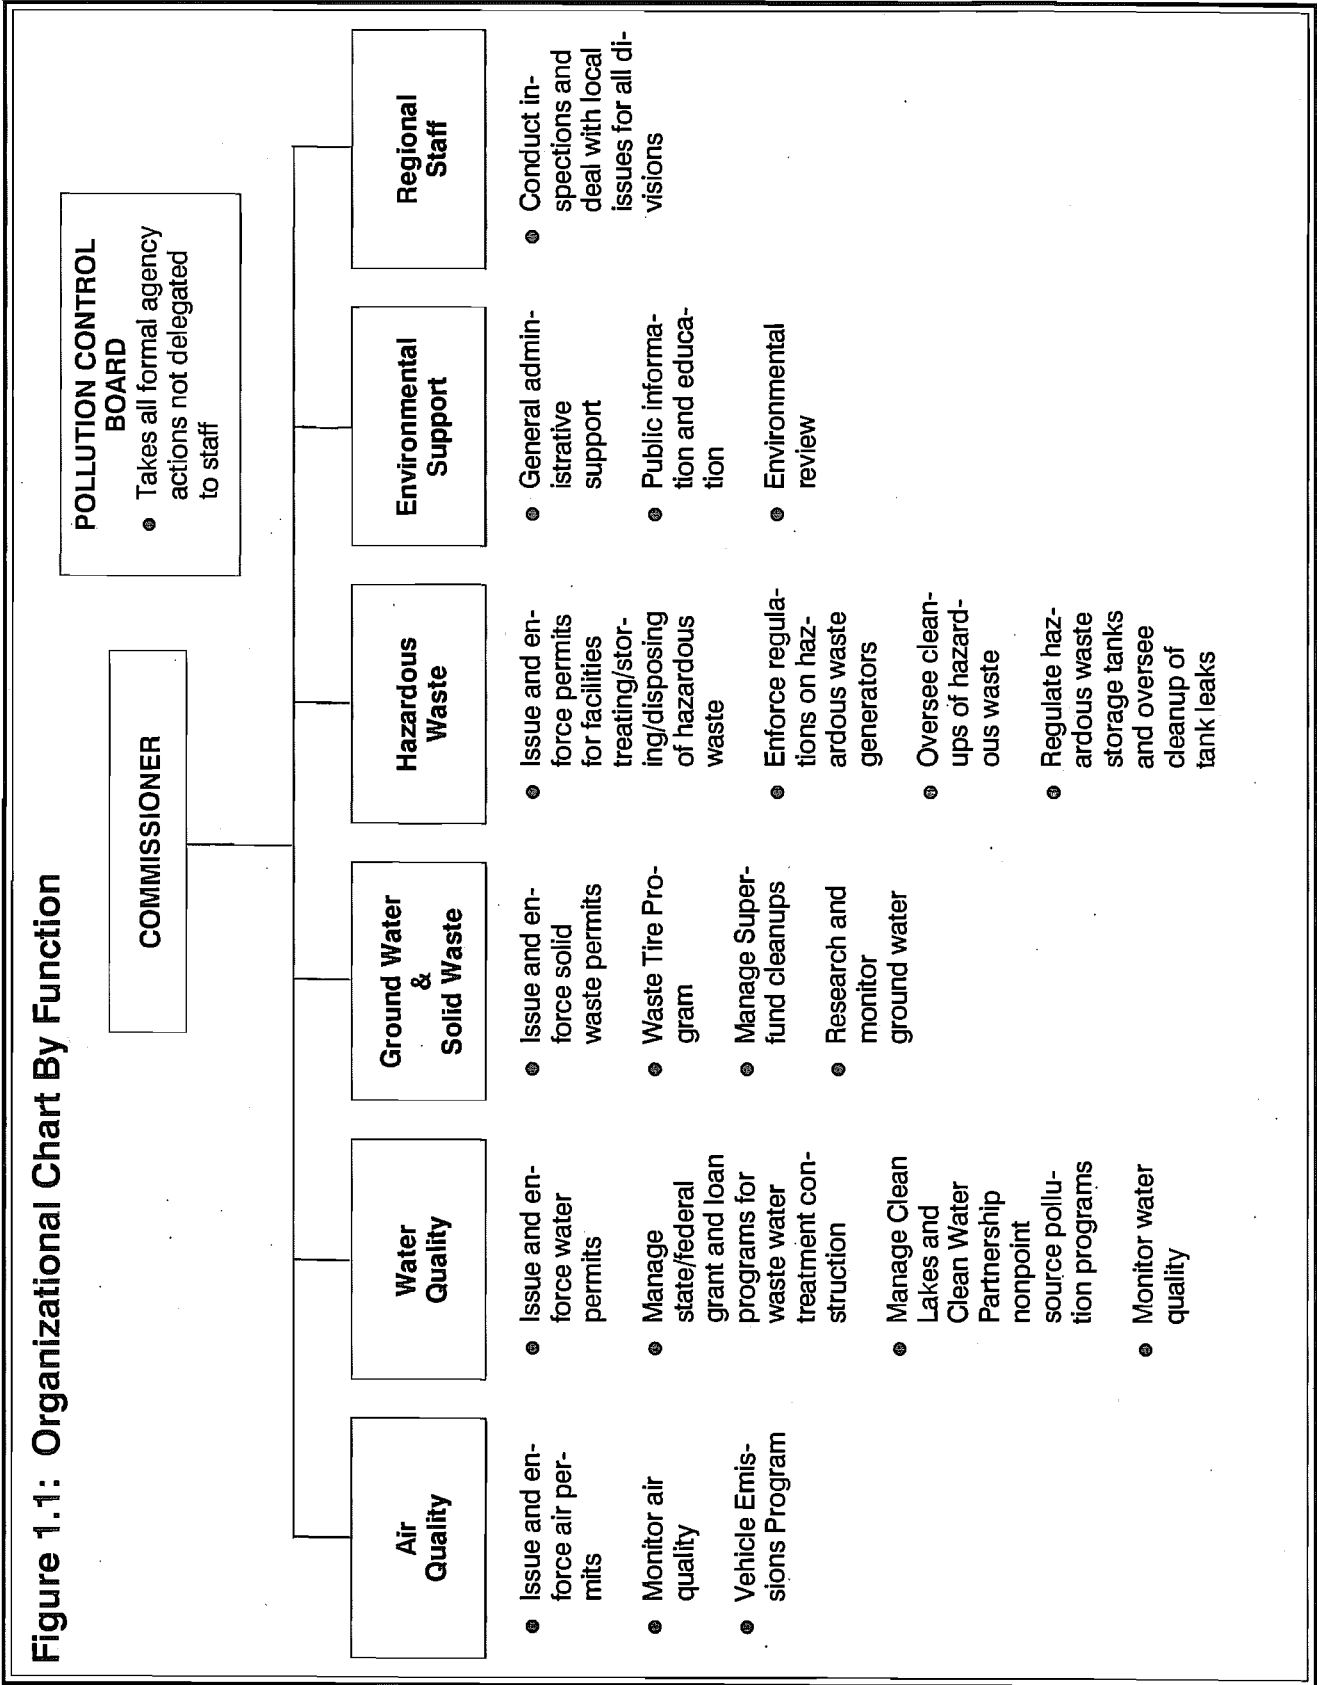 Figure 1.1: Organizational Chart By Function
COMMISSIONER
POLLUTION CONTROL
BOARD
● Takes all formal agency
actions not delegated
to staff
Air
Quality
● Issue and en-
force air per-
mits
● Monitor air
quality
● Vehicle Emis-
sions Program
Water
Quality
● Issue and en-
force water
permits
● Manage
state/federal
grant and loan
programs for
waste water
treatment con-
struction
● Manage Clean
Lakes and
Clean Water
Partnership
nonpoint
source pollu-
tion programs
● Monitor water
quality
Ground Water
&
Solid Waste
● Issue and en-
force solid
waste permits
● Waste Tire Pro-
gram
● Manage Super-
fund cleanups
● Research and
monitor
ground water
Hazardous
Waste
● Issue and en-
force permits
for facilities
treating/stor-
ing/disposing
of hazardous
waste
● Enforce regula-
tions on haz-
ardous waste
generators
● Oversee clean-
ups of hazard-
ous waste
● Regulate haz-
ardous waste
storage tanks
and oversee
cleanup of
tank leaks
Environmental
Support
● General admin-
istrative
support
● Public informa-
tion and educa-
tion
● Environmental
review
Regional
Staff
● Conduct in-
spections and
deal with local
issues for all di-
visions